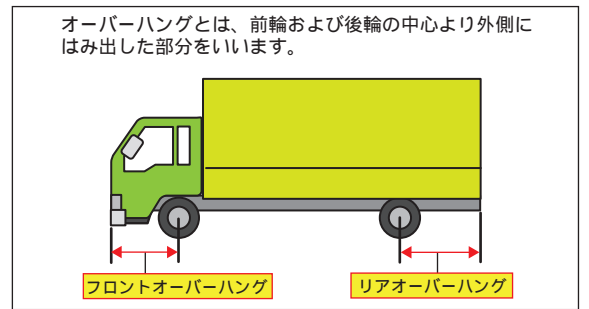 オーバーハングとは、前輪および後輪の中心より外側に
はみ出した部分をいいます。
フロントオーバーハング
リアオーバーハング